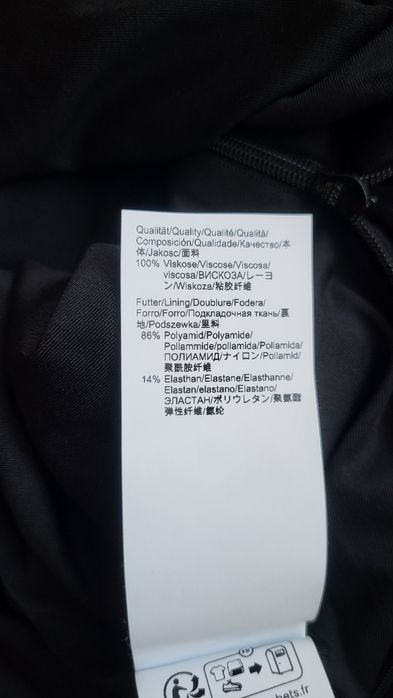 Qualität/Quality/Qualité/Qualità/
Composición/Qualidade/Качество/本
体/Jakosc/面料
100% Viskose/Viscose/Viscosa/
viscosa/ВИСКОЗА/レーヨ
ン/Wiskoza/粘胶纤维
Futter/Lining/Doublure/Fodera/
Forro/Forro/Подкладочная ткань/裏
地/Podszewka/里料
86% Polyamid/Polyamide/
Poliammide/poliamida/Poliamida/
ПОЛИАМИД/ナイロン/Poliamid/
聚酰胺纤维
14% Elasthan/Elastane/Elasthanne/
Elastan/elastano/Elastano/
ЭЛАСТАН/ポリウレタン/聚氨酯
弹性纤维/氨纶
FR